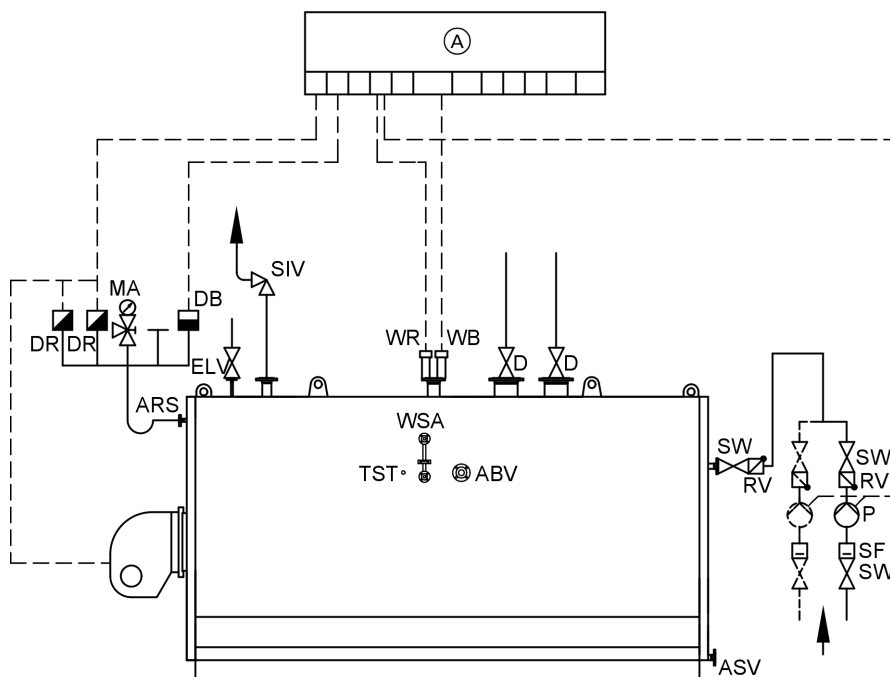 A
SIV
MA
DB
DR DR
WR WB
ELV
D D
ARS
WSA
SW
SW
TST
ABV
RV
RV
P
SF
SW
ASV